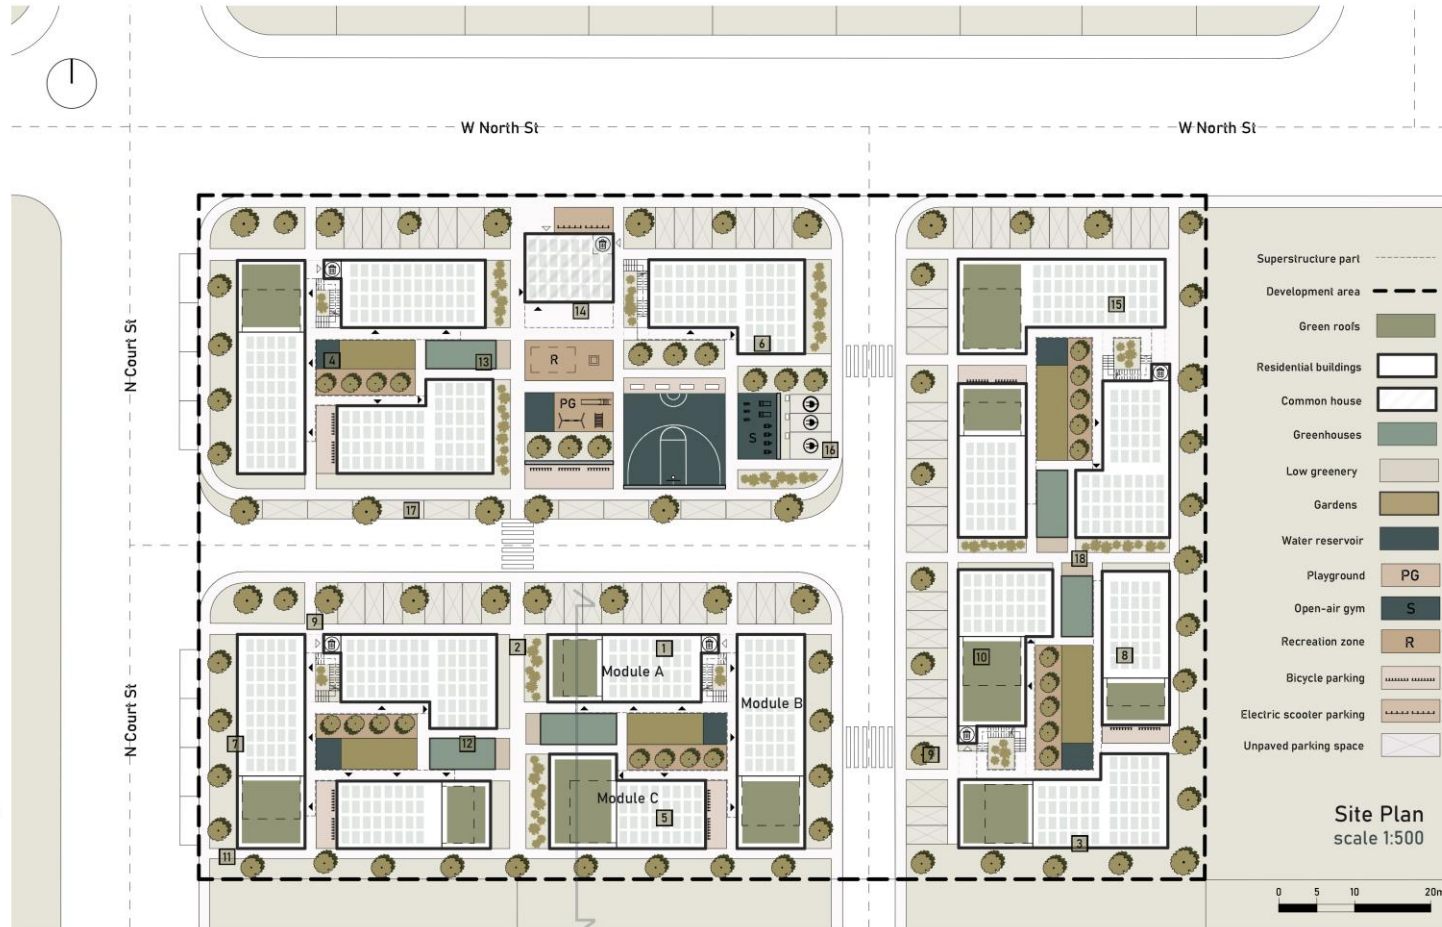 W North St
W North St
N Court St
N Court St
14
15
4
13
6
R
PG
S
16
17
18
9
2
1
Module A
Module B
7
12
Module C
5
10
8
9
3
11
Superstructure part
Development area
Green roofs
Residential buildings
Common house
Greenhouses
Low greenery
Gardens
Water reservoir
Playground
PG
Open-air gym
S
Recreation zone
R
Bicycle parking
Electric scooter parking
Unpaved parking space
Site Plan
scale 1:500
0 5 10 20m